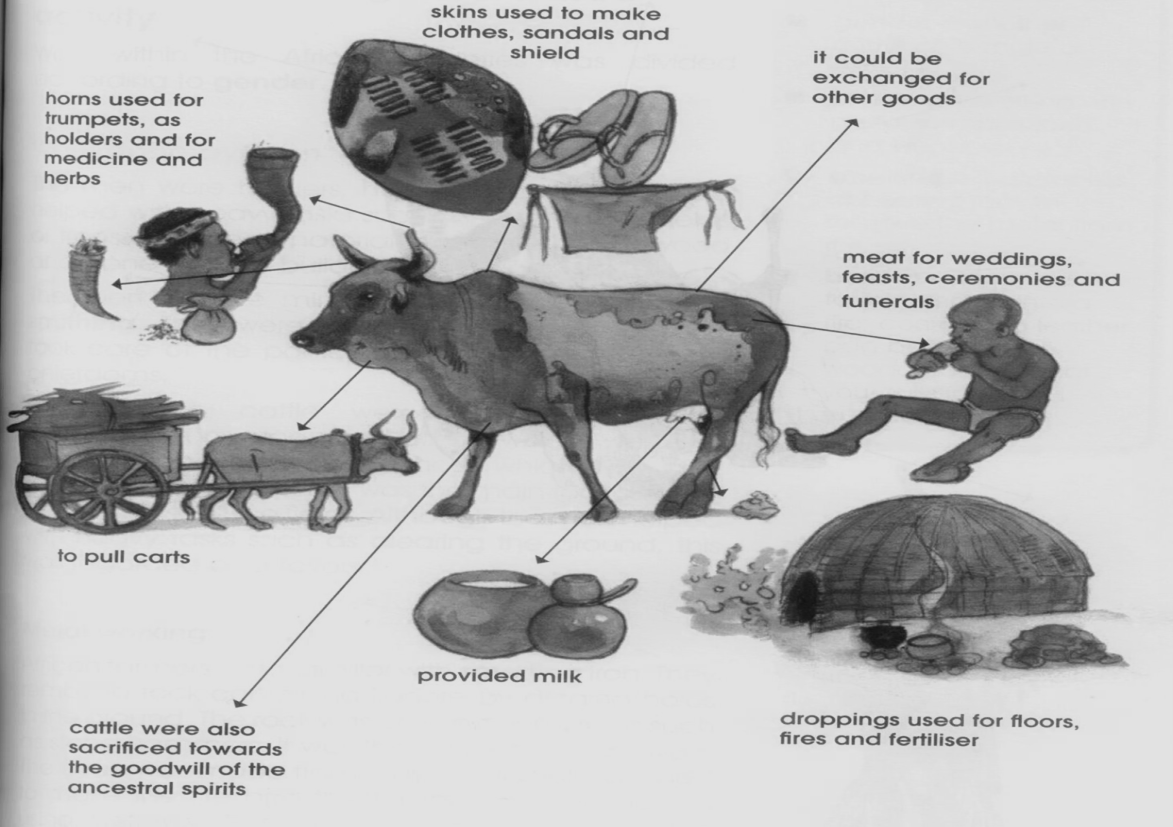 skins used to make
clothes, sandals and
shield
it could be
exchanged for
other goods
horns used for
trumpets, as
holders and for
medicine and
herbs
meat for weddings,
feasts, ceremonies and
funerals
to pull carts
provided milk
droppings used for floors,
fires and fertiliser
cattle were also
sacrificed towards
the goodwill of the
ancestral spirits